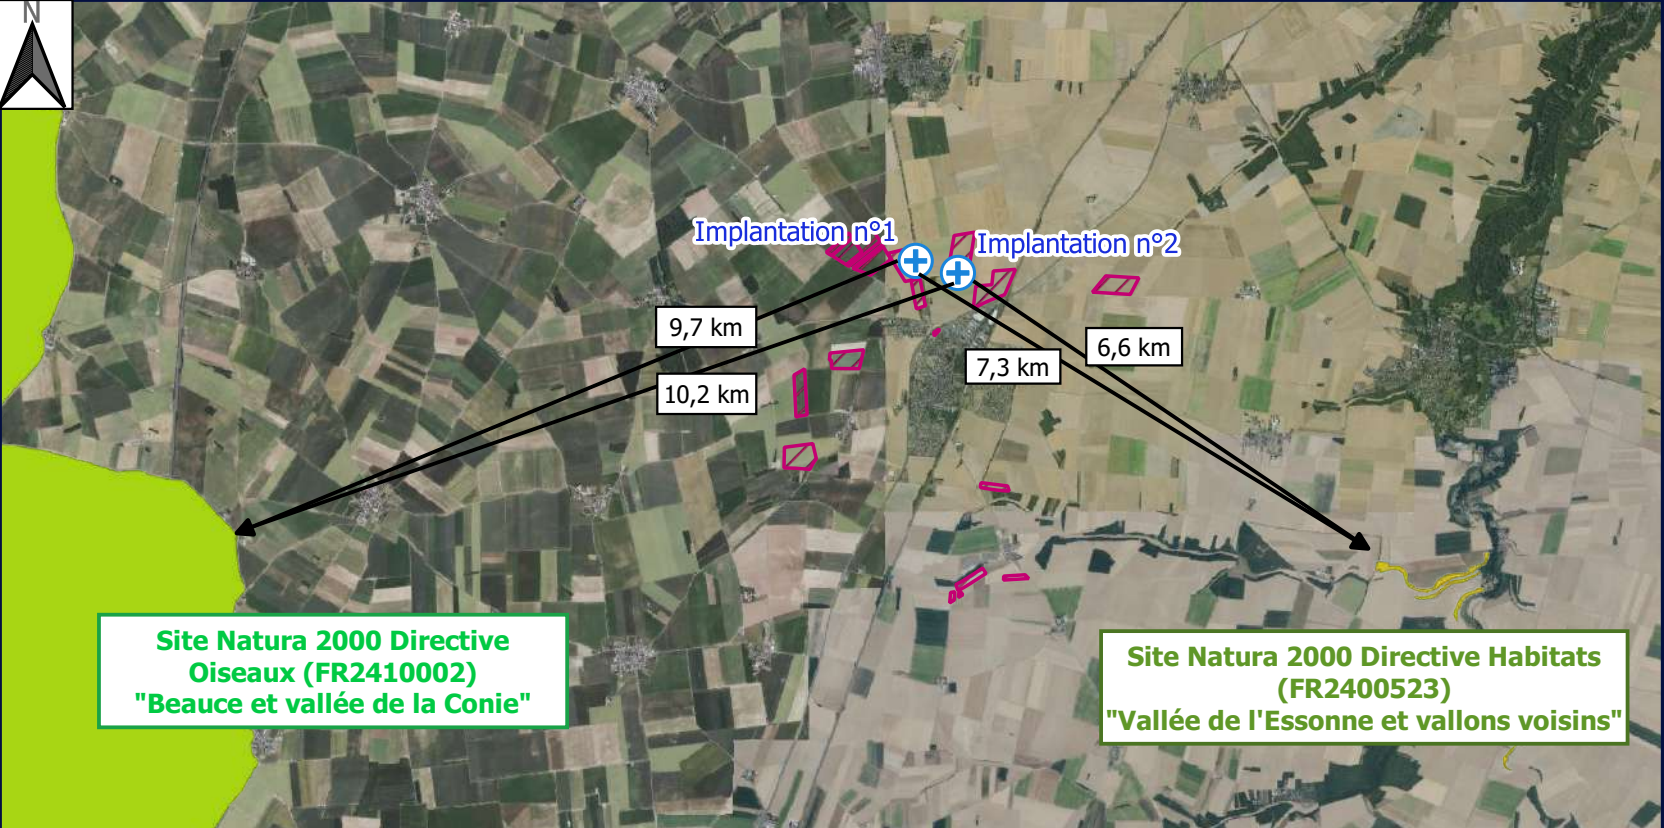 N
Implantation n°1
Implantation n°2
9,7 km
10,2 km
7,3 km
6,6 km
Site Natura 2000 Directive
Oiseaux (FR2410002)
"Beauce et vallée de la Conie"
Site Natura 2000 Directive Habitats
(FR2400523)
"Vallée de l'Essonne et vallons voisins"